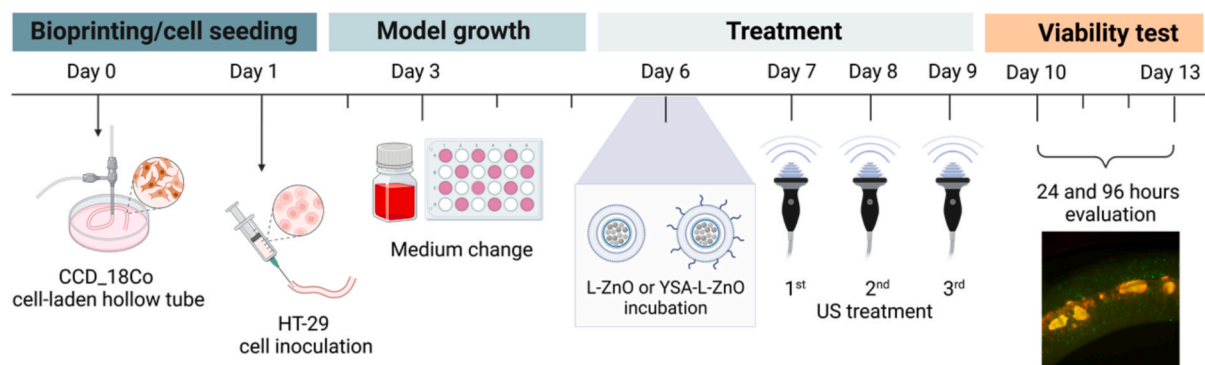 Bioprinting/cell seeding
Model growth
Treatment
Viability test
Day 0
Day 1
Day 3
Day 6
Day 7
Day 8
Day 9
Day 10
Day 13
CCD_18Co
cell-laden hollow tube
HT-29
cell inoculation
Medium change
L-ZnO or YSA-L-ZnO
incubation
1st
2nd
3rd
US treatment
24 and 96 hours
evaluation